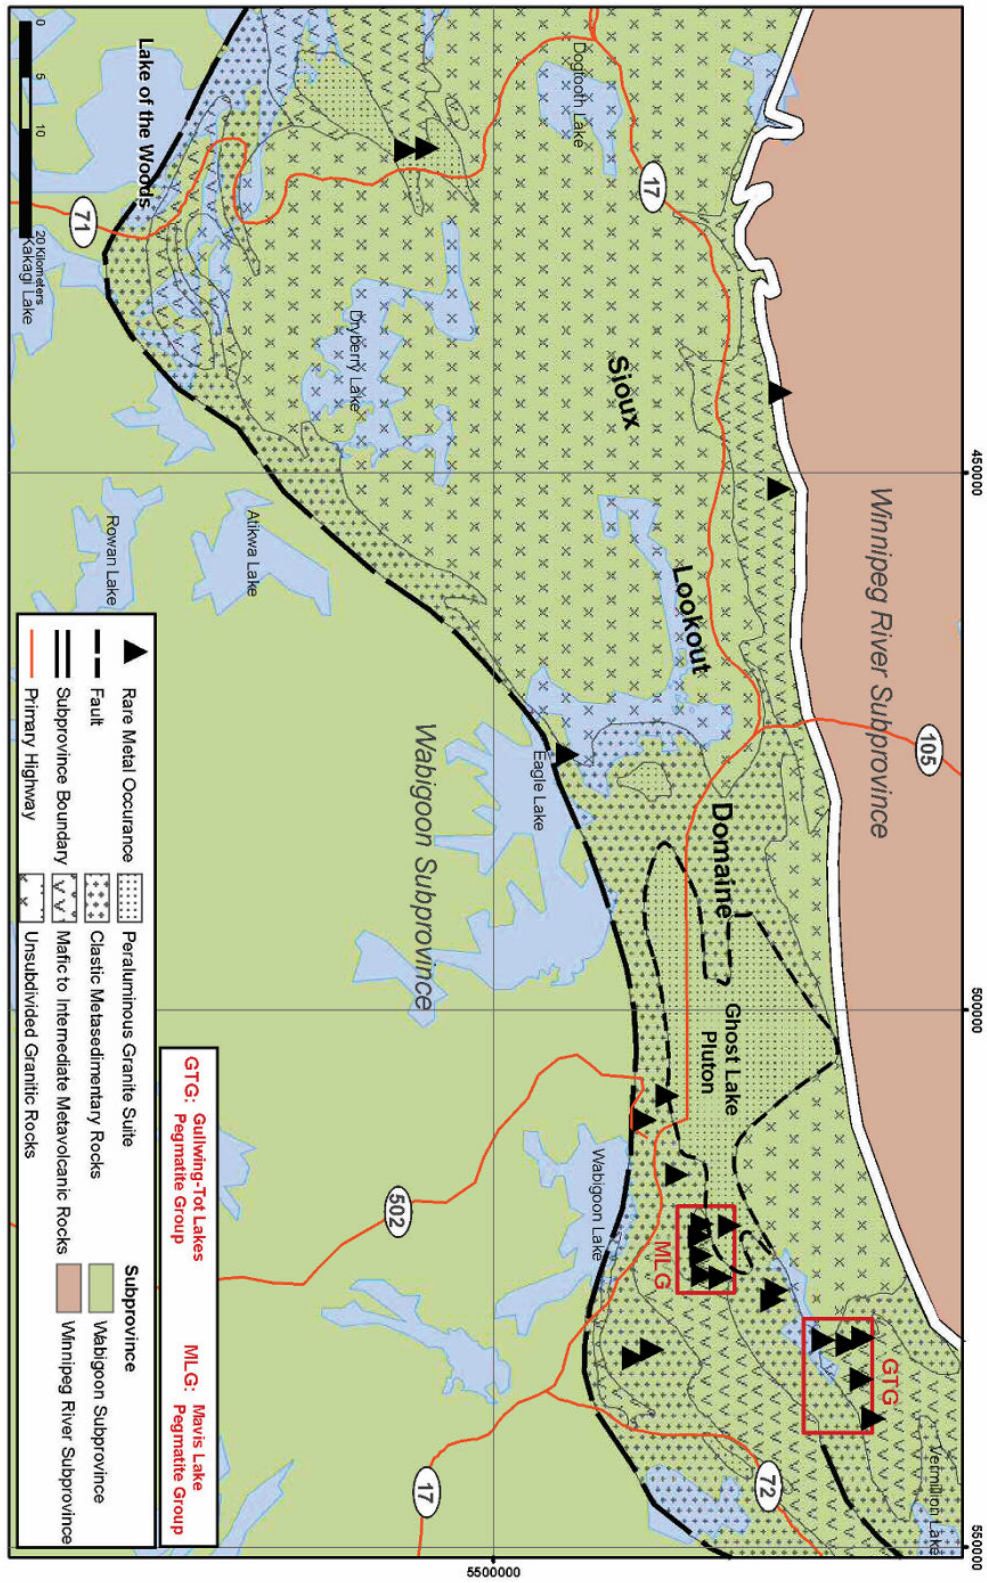 Winnipeg River Subprovince
105
Vermilion Lake
GTG
72
MLG
Ghost Lake
Pluton
Sioux
Lookout
Domaine
17
Dogtooth Lake
Dryberry Lake
Eagle Lake
Wabigoon Lake
Wabigoon Subprovince
Atikwa Lake
Rowan Lake
Lake of the Woods
71
Kakagi Lake
502
17
0 5 10 20 Kilometers
450000
500000
550000
5500000
Rare Metal Occurance
Fault
Subprovince Boundary
Primary Highway
Peraluminous Granite Suite
Clastic Metasedimentary Rocks
Mafic to Intermediate Metavolcanic Rocks
Unsubdivided Granitic Rocks
Subprovince
Wabigoon Subprovince
Winnipeg River Subprovince
GTG: Gullwing-Tot Lakes
Pegmatite Group
MLG: Mavis Lake
Pegmatite Group